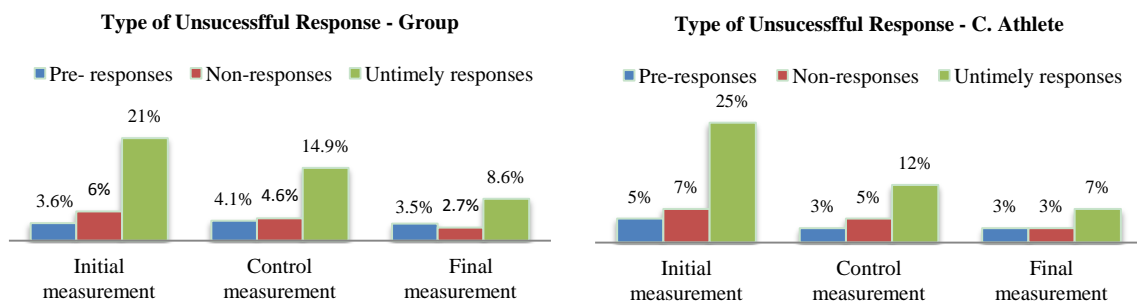 Type of Unsucessfful Response - Group
Pre- responses Non-responses Untimely responses
3.6% 6% 21%
4.1% 4.6% 14.9%
3.5% 2.7% 8.6%
Initial
measurement
Control
measurement
Final
measurement
Type of Unsucessfful Response - C. Athlete
Pre-responses Non-responses Untimely responses
5% 7% 25%
3% 5% 12%
3% 3% 7%
Initial
measurement
Control
measurement
Final
measurement